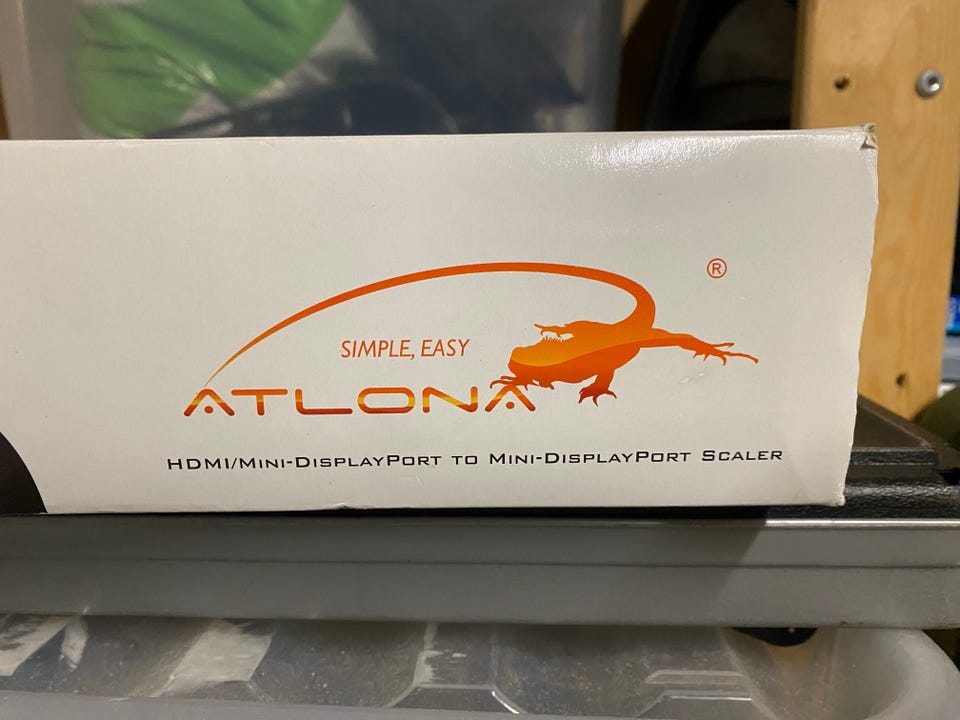 ®
SIMPLE, EASY
ATLONA
HDMI/Mini-DisplayPort to Mini-DisplayPort Scaler